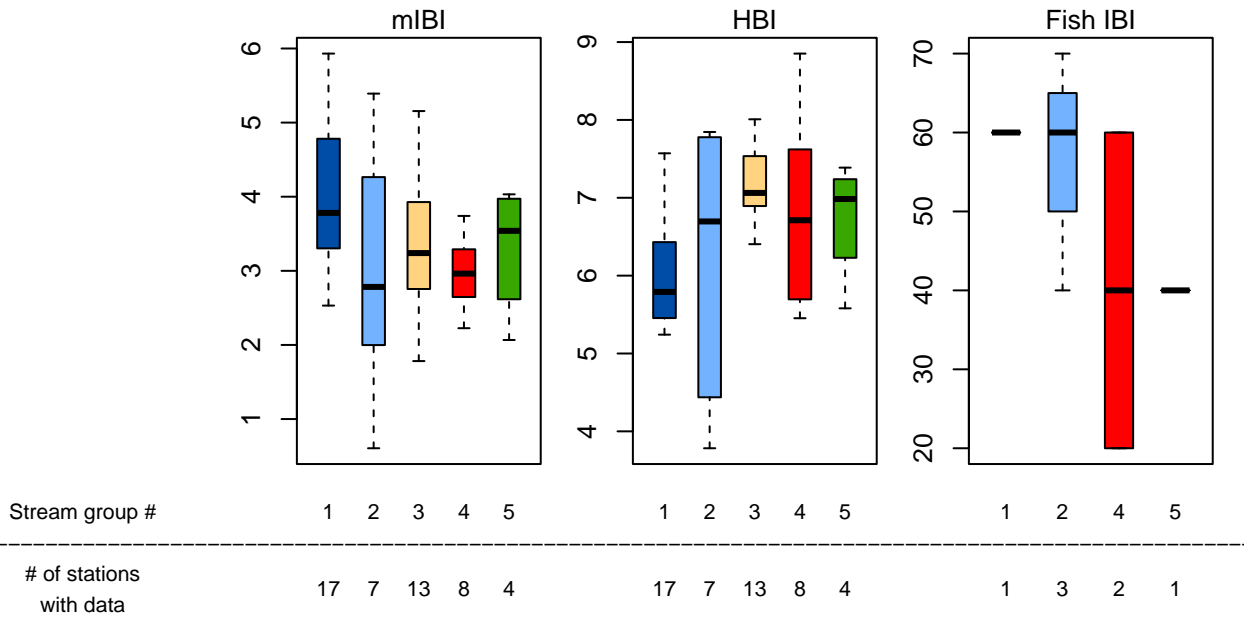 mIBI HBI Fish IBI
6 9 70
5 8 60
4 7 50
3 6 40
2 5 30
1 4 20
Stream group # 1 2 3 4 5 1 2 3 4 5 1 2 4 5
# of stations
with data
17 7 13 8 4 17 7 13 8 4 1 3 2 1